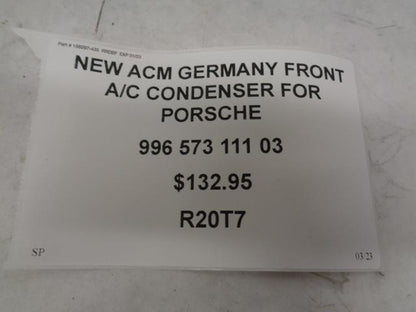 NEW ACM GERMANY FRONT
A/C CONDENSER FOR
PORSCHE
996 573 111 03
$132.95
R20T7
SP
03/23